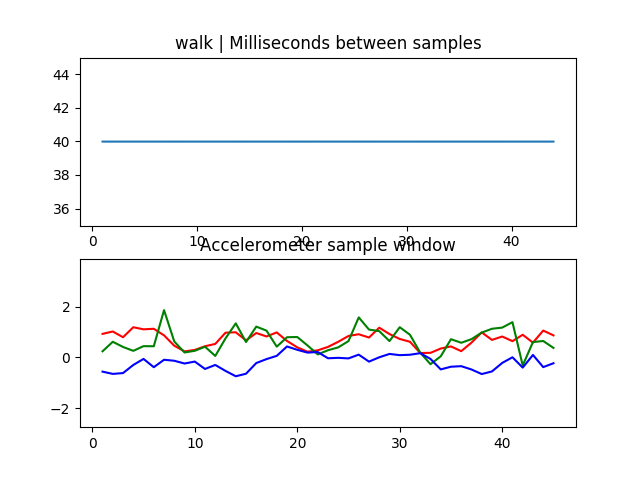 walk | Milliseconds between samples
44
42
40
38
36
0 10 20 30 40
Accelerometer sample window
2
0
−2
0 10 20 30 40